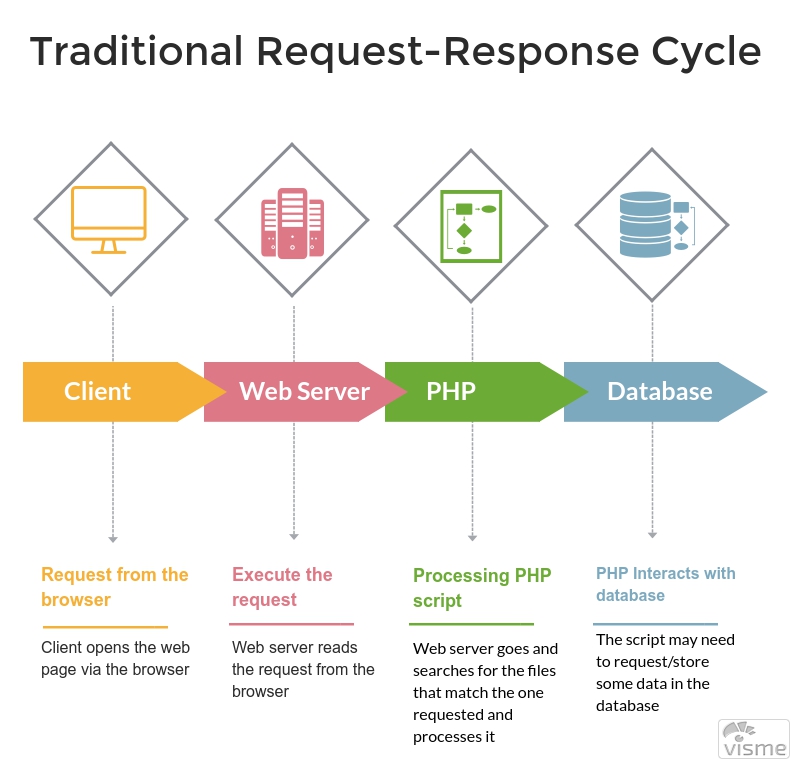 Traditional Request-Response Cycle
Client
Web Server
PHP
Database
Request from the
browser
Client opens the web
page via the browser
Execute the
request
Web server reads
the request from the
browser
Processing PHP
script
Web server goes and
searches for the files
that match the one
requested and
processes it
PHP Interacts with
database
The script may need
to request/store
some data in the
database
visme